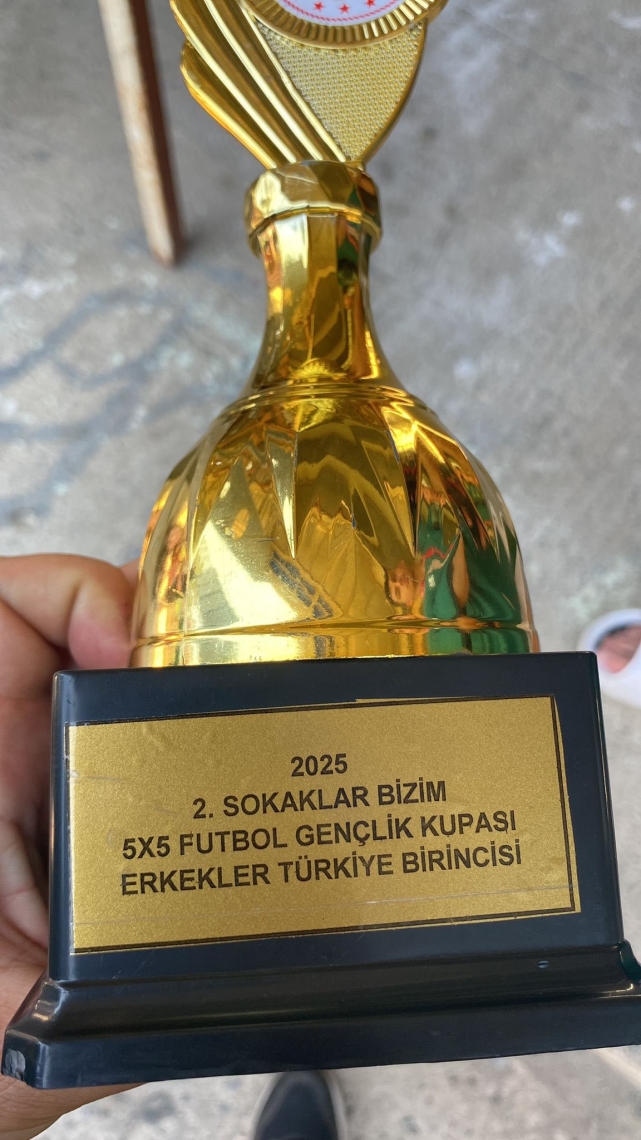 2025
2. SOKAKLAR BİZİM
5X5 FUTBOL GENÇLİK KUPASI
ERKEKLER TÜRKİYE BİRİNCİSİ